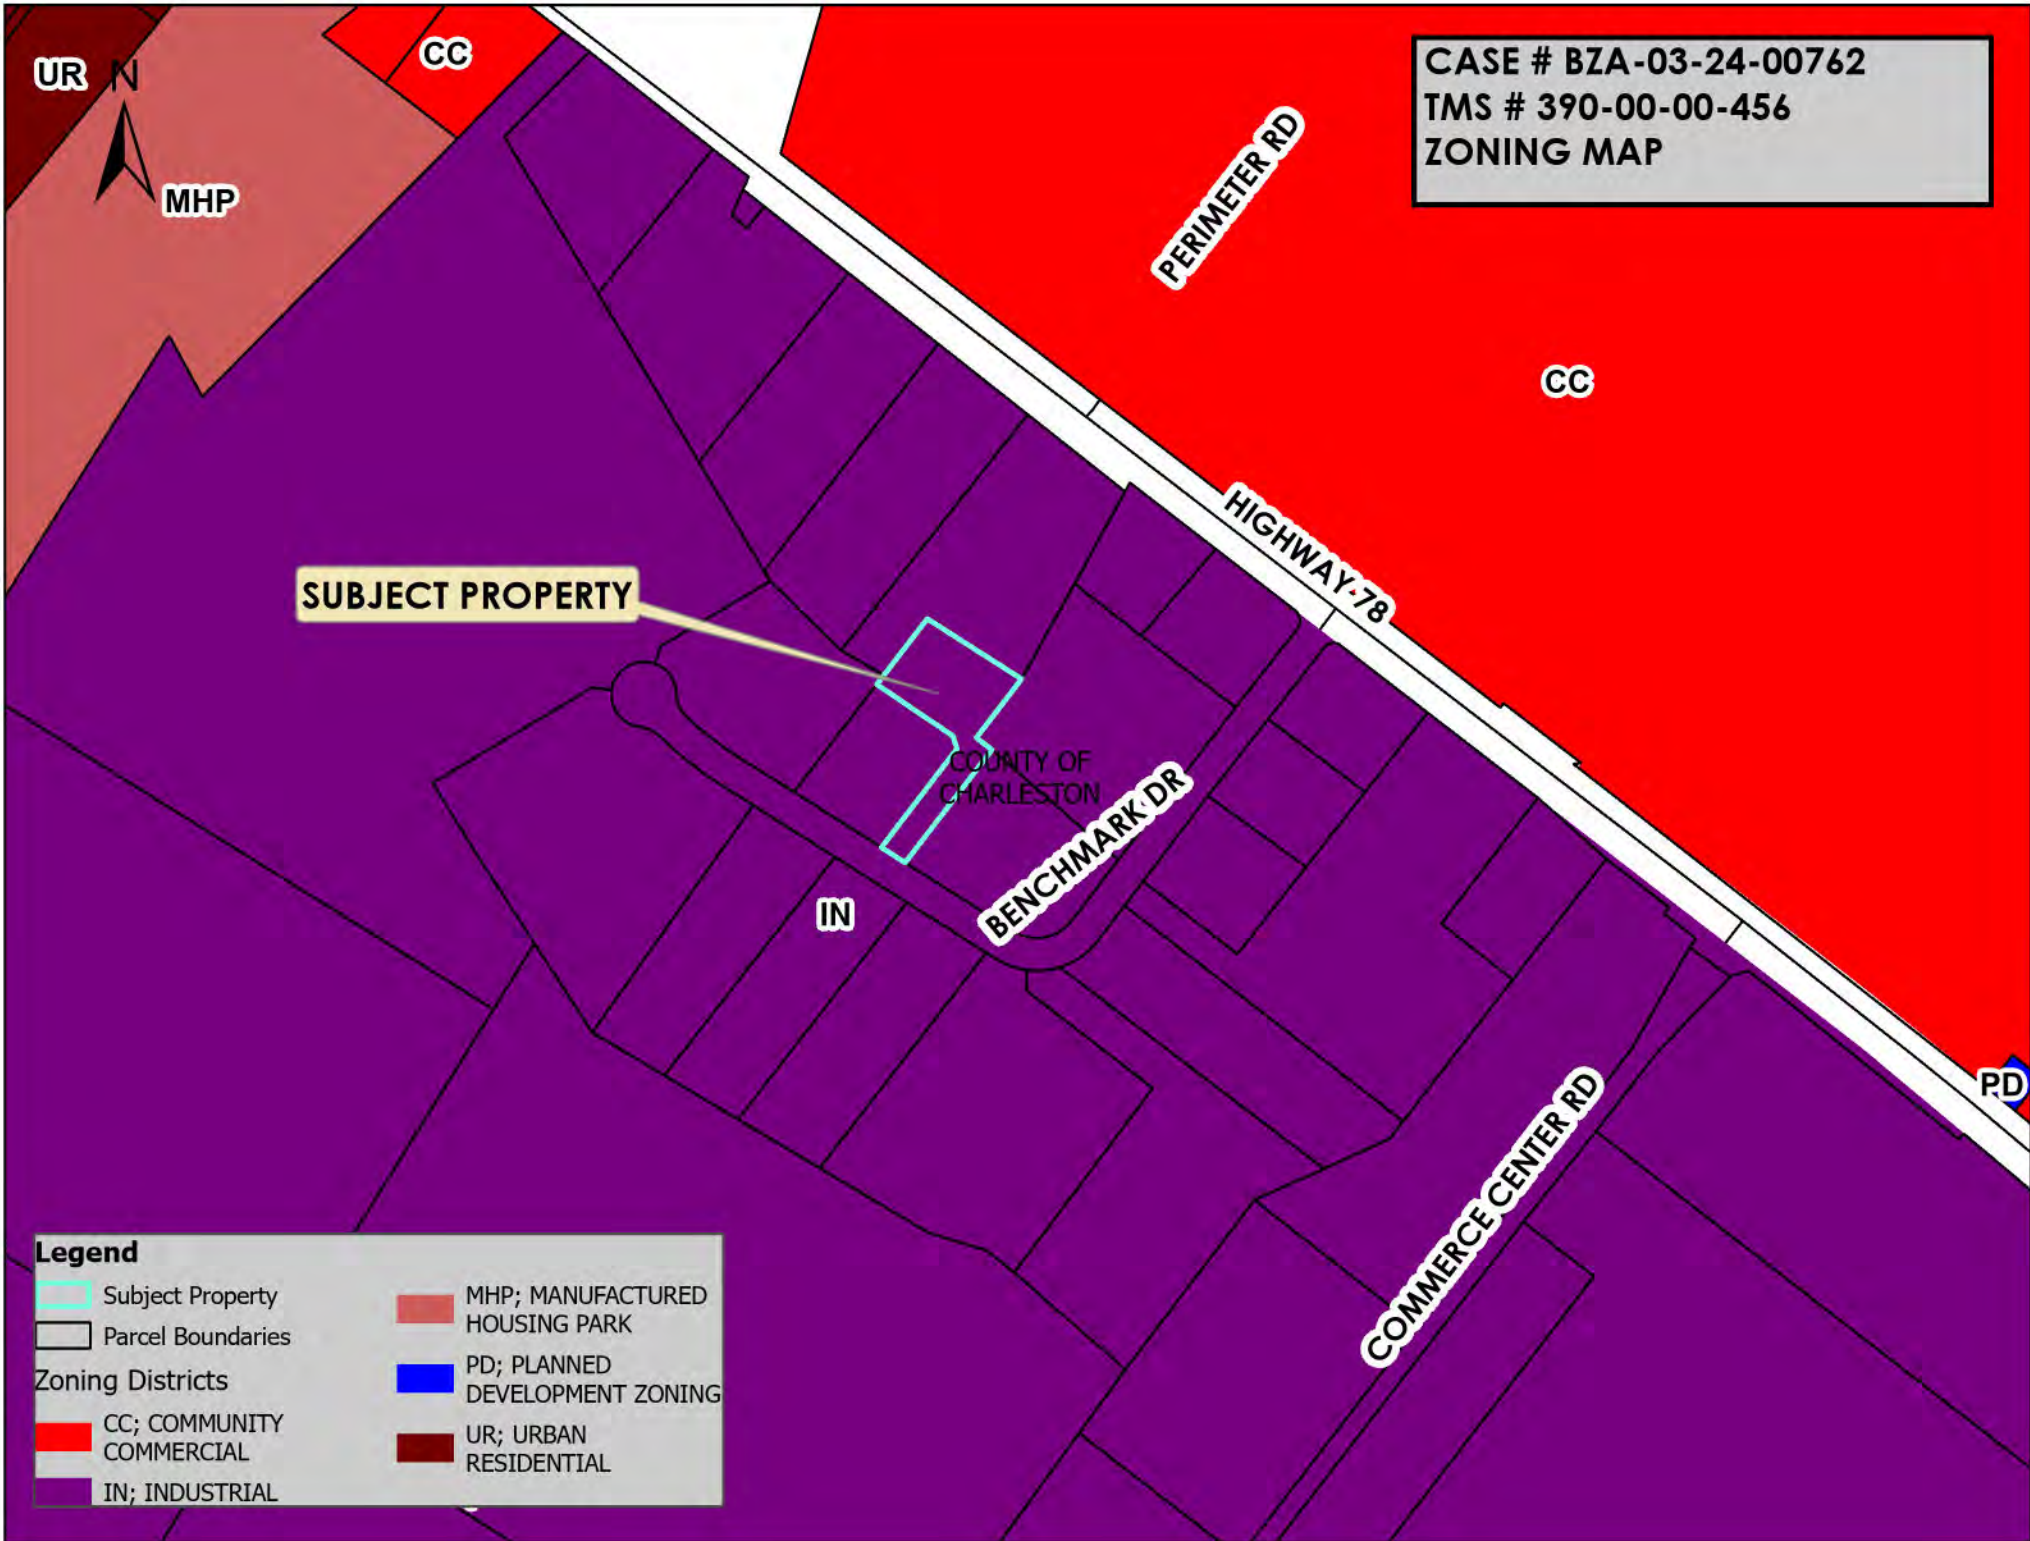 UR
N
CC
MHP
CASE # BZA-03-24-00762
TMS # 390-00-00-456
ZONING MAP
PERIMETER RD
CC
HIGHWAY 78
SUBJECT PROPERTY
COUNTY OF
CHARLESTON
BENCHMARK DR
IN
COMMERCE CENTER RD
PD
Legend
Subject Property
Parcel Boundaries
Zoning Districts
CC; COMMUNITY
COMMERCIAL
IN; INDUSTRIAL
MHP; MANUFACTURED
HOUSING PARK
PD; PLANNED
DEVELOPMENT ZONING
UR; URBAN
RESIDENTIAL